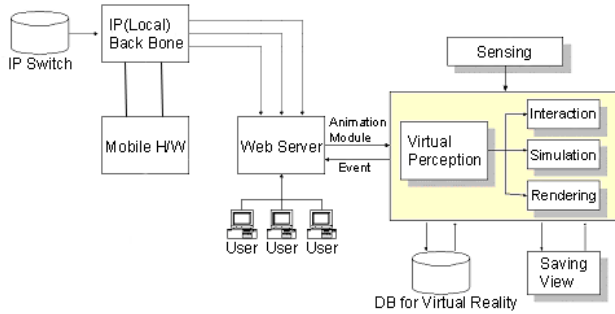 IP Switch
IP(Local)
Back Bone
Mobile H/W
Web Server
User
User
User
Animation
Module
Event
Sensing
Virtual
Perception
Interaction
Simulation
Rendering
DB for Virtual Reality
Saving
View